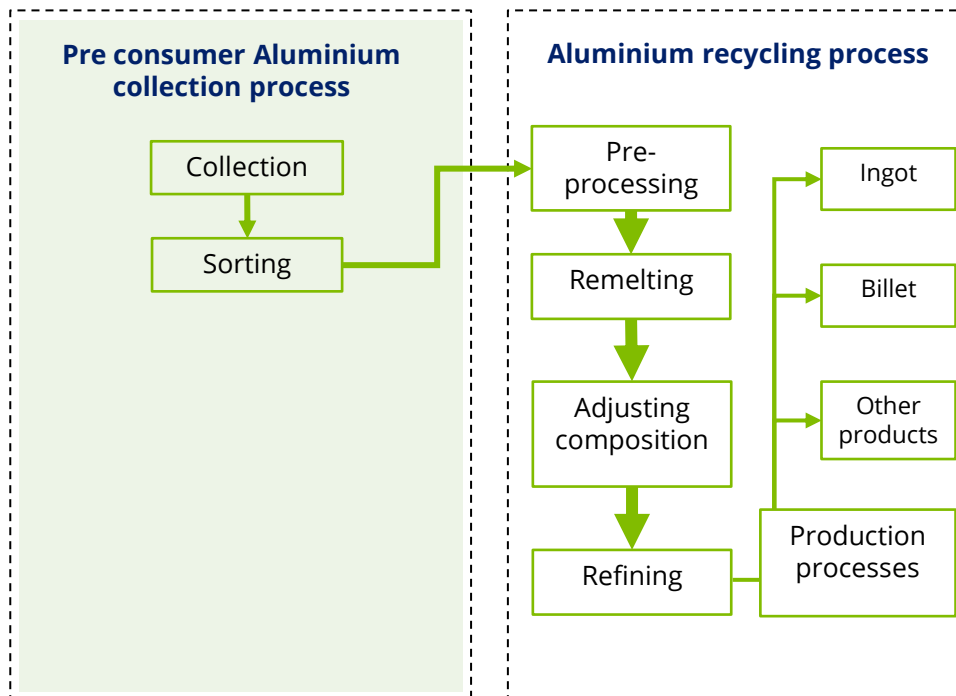 Pre consumer Aluminium
collection process
Collection
Sorting
Aluminium recycling process
Pre-
processing
Remelting
Adjusting
composition
Refining
Ingot
Billet
Other
products
Production
processes